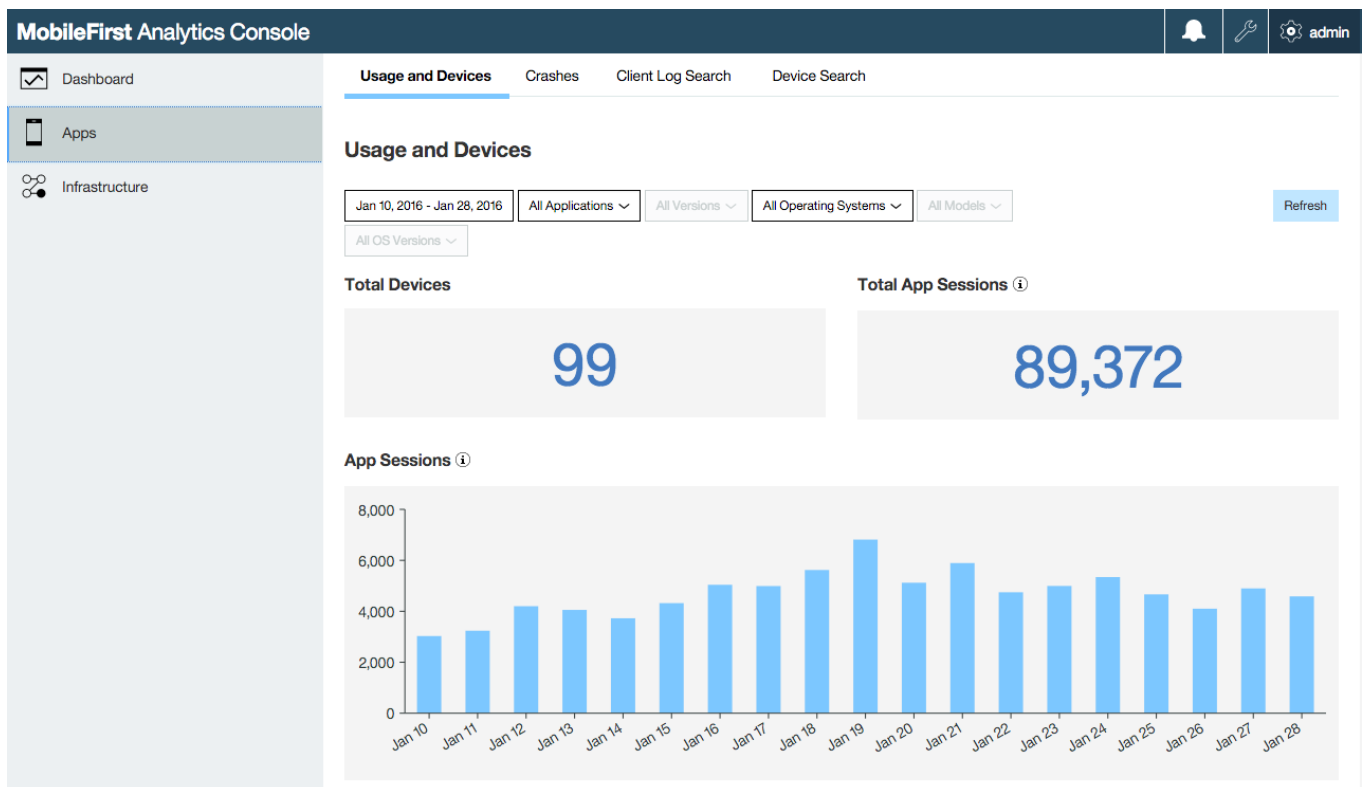 MobileFirst Analytics Console
admin
Dashboard
Apps
Infrastructure
Usage and Devices Crashes Client Log Search Device Search
Usage and Devices
Jan 10, 2016 - Jan 28, 2016 All Applications All Versions All Operating Systems All Models Refresh
All OS Versions
Total Devices Total App Sessions
99 89,372
App Sessions
8,000
6,000
4,000
2,000
0
Jan 10 Jan 11 Jan 12 Jan 13 Jan 14 Jan 15 Jan 16 Jan 17 Jan 18 Jan 19 Jan 20 Jan 21 Jan 22 Jan 23 Jan 24 Jan 25 Jan 26 Jan 27 Jan 28